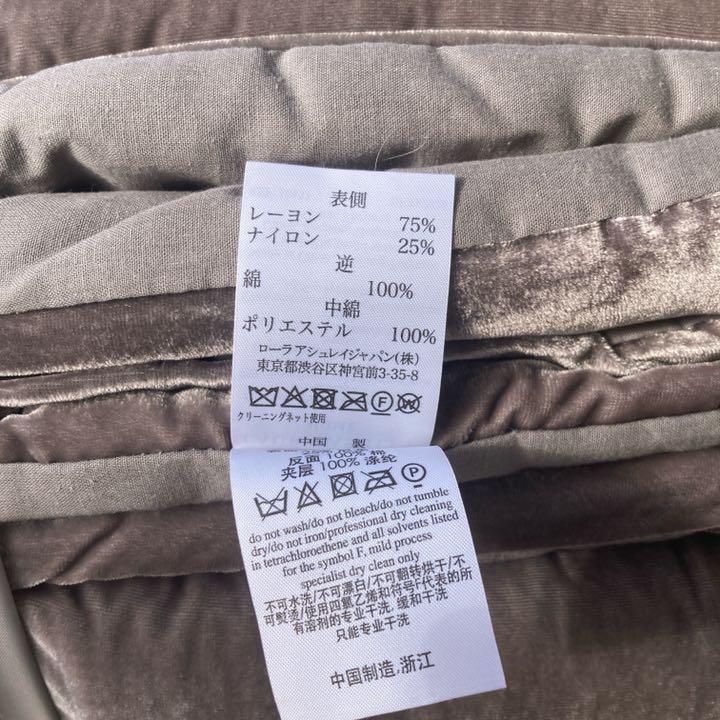 表側
レーヨン 75%
ナイロン 25%
逆
綿 100%
中綿
ポリエステル 100%
ローラ アシュレイジャパン(株)
東京都渋谷区神宮前3-35-8
F W
クリーニングネット使用
中国 製
反面 100% 棉
夹层 100% 涤纶
P
do not wash/do not bleach/do not tumble
dry/do not iron/professional dry cleaning
in tetrachloroethene and all solvents listed
for the symbol F, mild process
specialist dry clean only
不可水洗/不可漂白/不可翻转烘干/不
可熨烫/使用四氯乙烯和符号F代表的所
有溶剂的专业干洗, 缓和干洗
只能专业干洗
中国制造,浙江